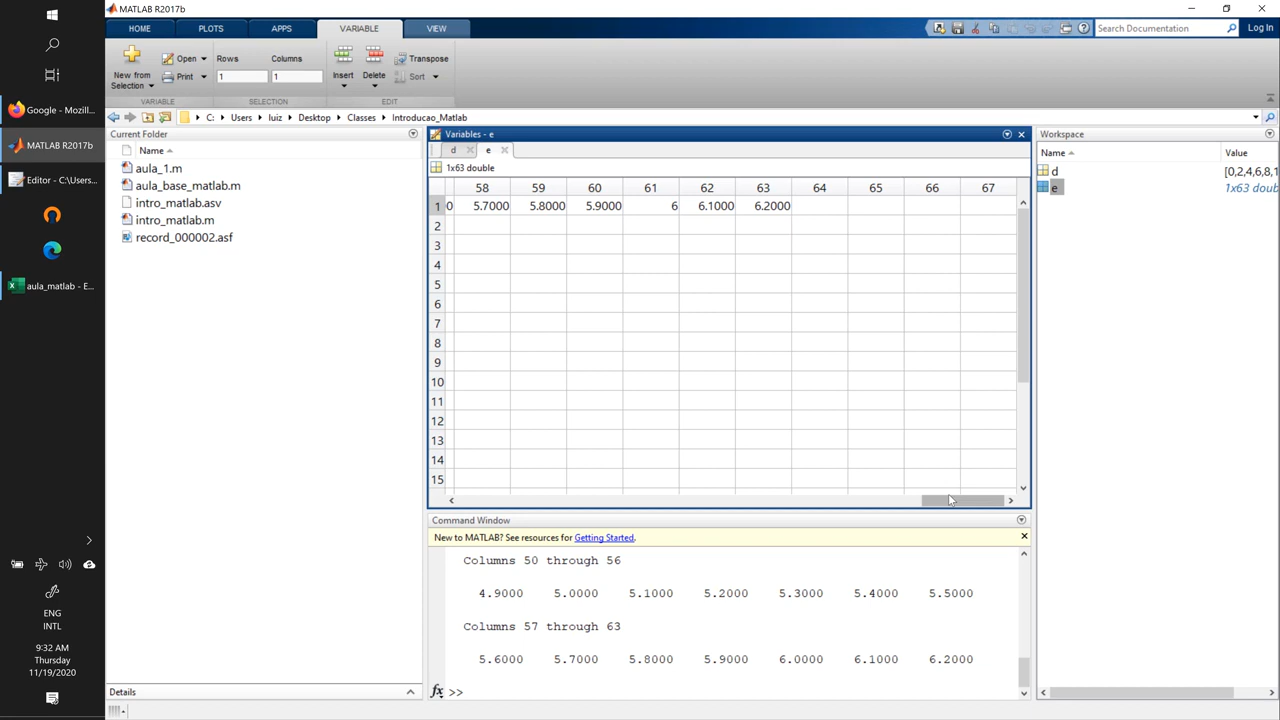 MATLAB R2017b
HOME PLOTS APPS VARIABLE VIEW
Search Documentation Log In
New from Selection Open Print Rows 1 Columns 1 Insert Delete Transpose Sort
VARIABLE SELECTION EDIT
C: Users luiz Desktop Classes Introducao_Matlab
Google - Mozill...
MATLAB R2017b
Editor - C:\Users...
aula_matlab - E...
ENG
INTL
9:32 AM
Thursday
11/19/2020
Current Folder
Name
aula_1.m
aula_base_matlab.m
intro_matlab.asv
intro_matlab.m
record_000002.asf
Details
Variables - e
d e
1x63 double
58 59 60 61 62 63 64 65 66 67
1 0 5.7000 5.8000 5.9000 6 6.1000 6.2000
2
3
4
5
6
7
8
9
10
11
12
13
14
15
Command Window
New to MATLAB? See resources for Getting Started.
Columns 50 through 56
4.9000 5.0000 5.1000 5.2000 5.3000 5.4000 5.5000
Columns 57 through 63
5.6000 5.7000 5.8000 5.9000 6.0000 6.1000 6.2000
fx >>
Workspace
Name Value
d [0,2,4,6,8,1
e 1x63 doub